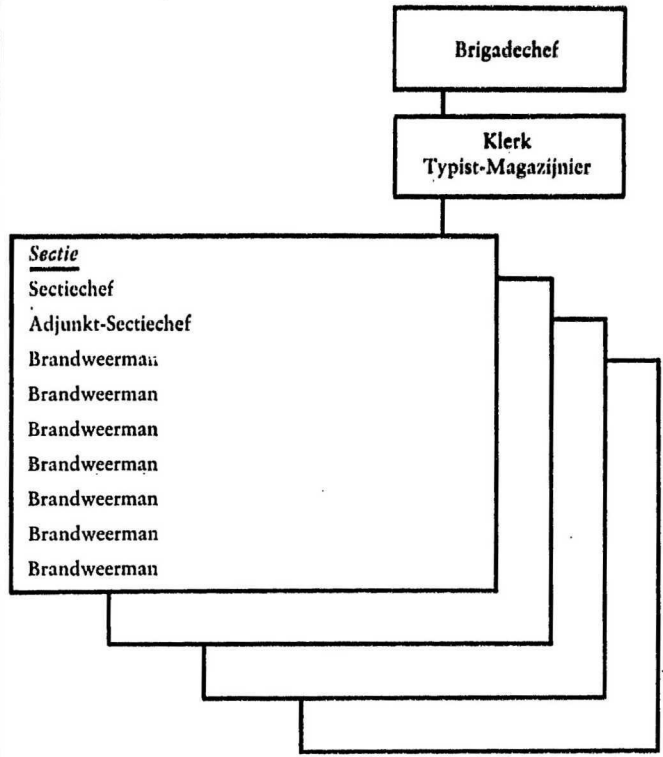 Brigadechef
Klerk
Typist-Magazijnier
Sectie
Sectiechef
Adjunkt-Sectiechef
Brandweerman
Brandweerman
Brandweerman
Brandweerman
Brandweerman
Brandweerman
Brandweerman